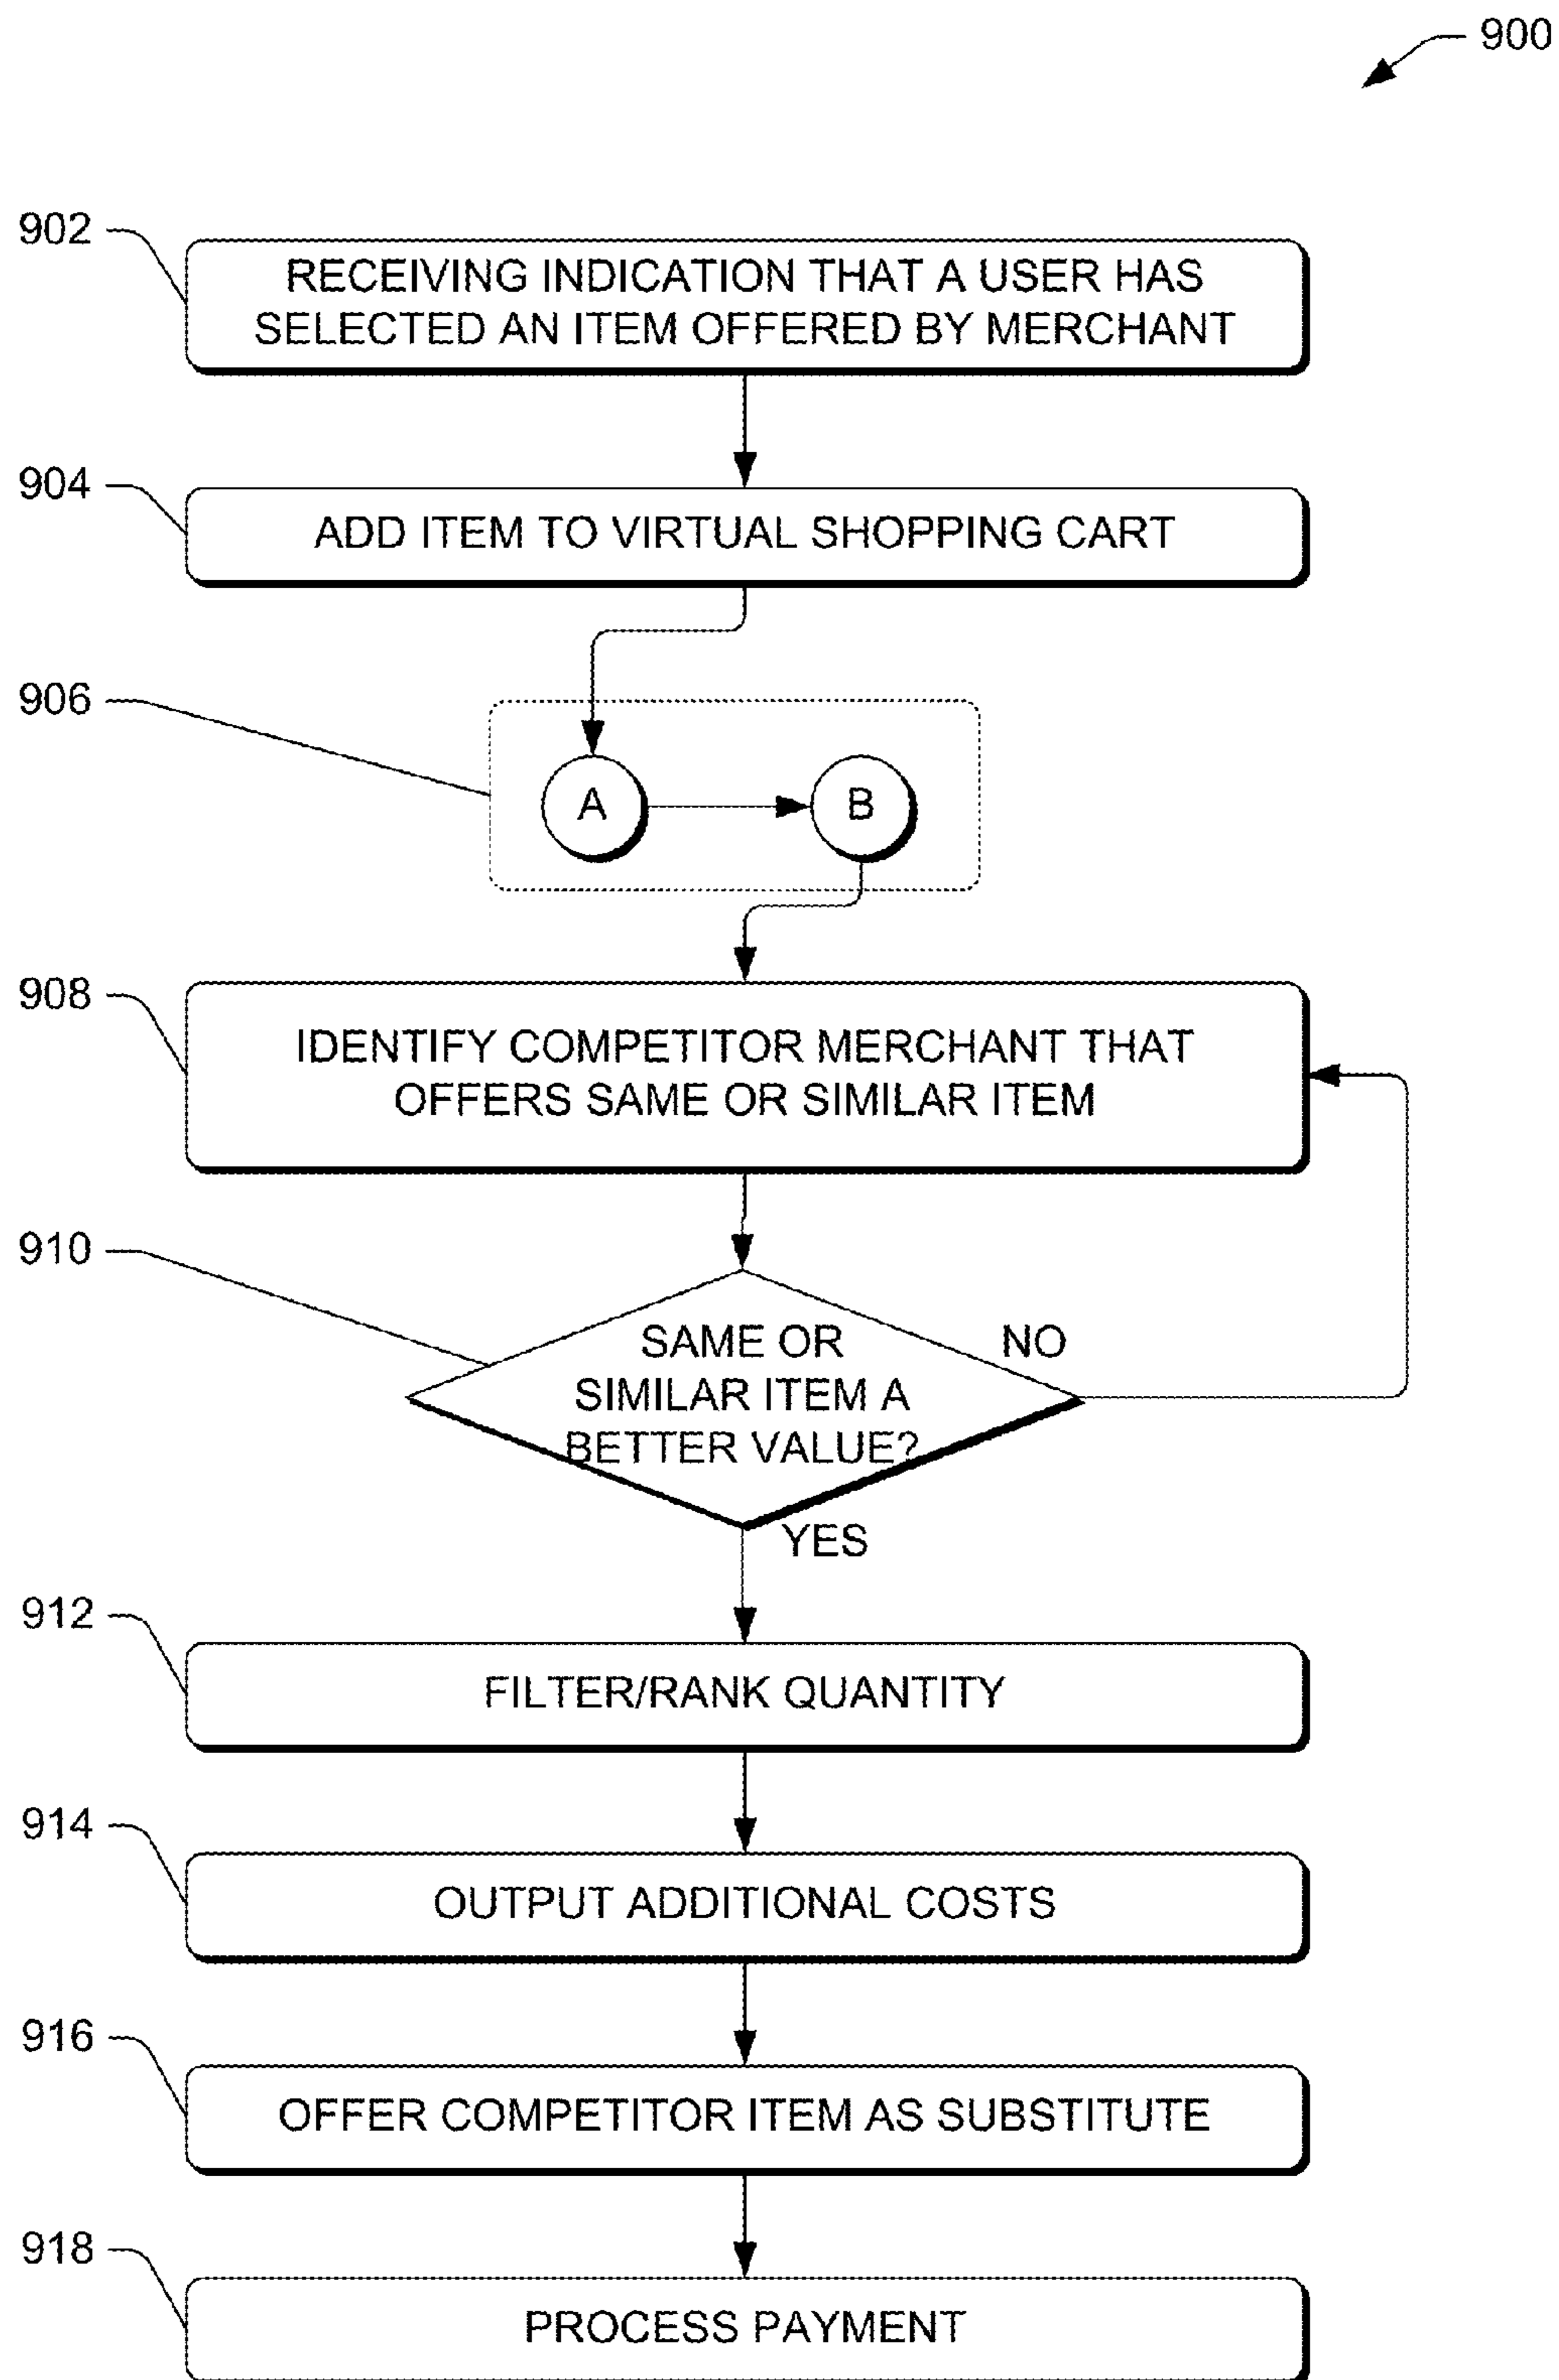 900
902
RECEIVING INDICATION THAT A USER HAS
SELECTED AN ITEM OFFERED BY MERCHANT
904
ADD ITEM TO VIRTUAL SHOPPING CART
906
A
B
908
IDENTIFY COMPETITOR MERCHANT THAT
OFFERS SAME OR SIMILAR ITEM
910
SAME OR
SIMILAR ITEM A
BETTER VALUE?
NO
YES
912
FILTER/RANK QUANTITY
914
OUTPUT ADDITIONAL COSTS
916
OFFER COMPETITOR ITEM AS SUBSTITUTE
918
PROCESS PAYMENT